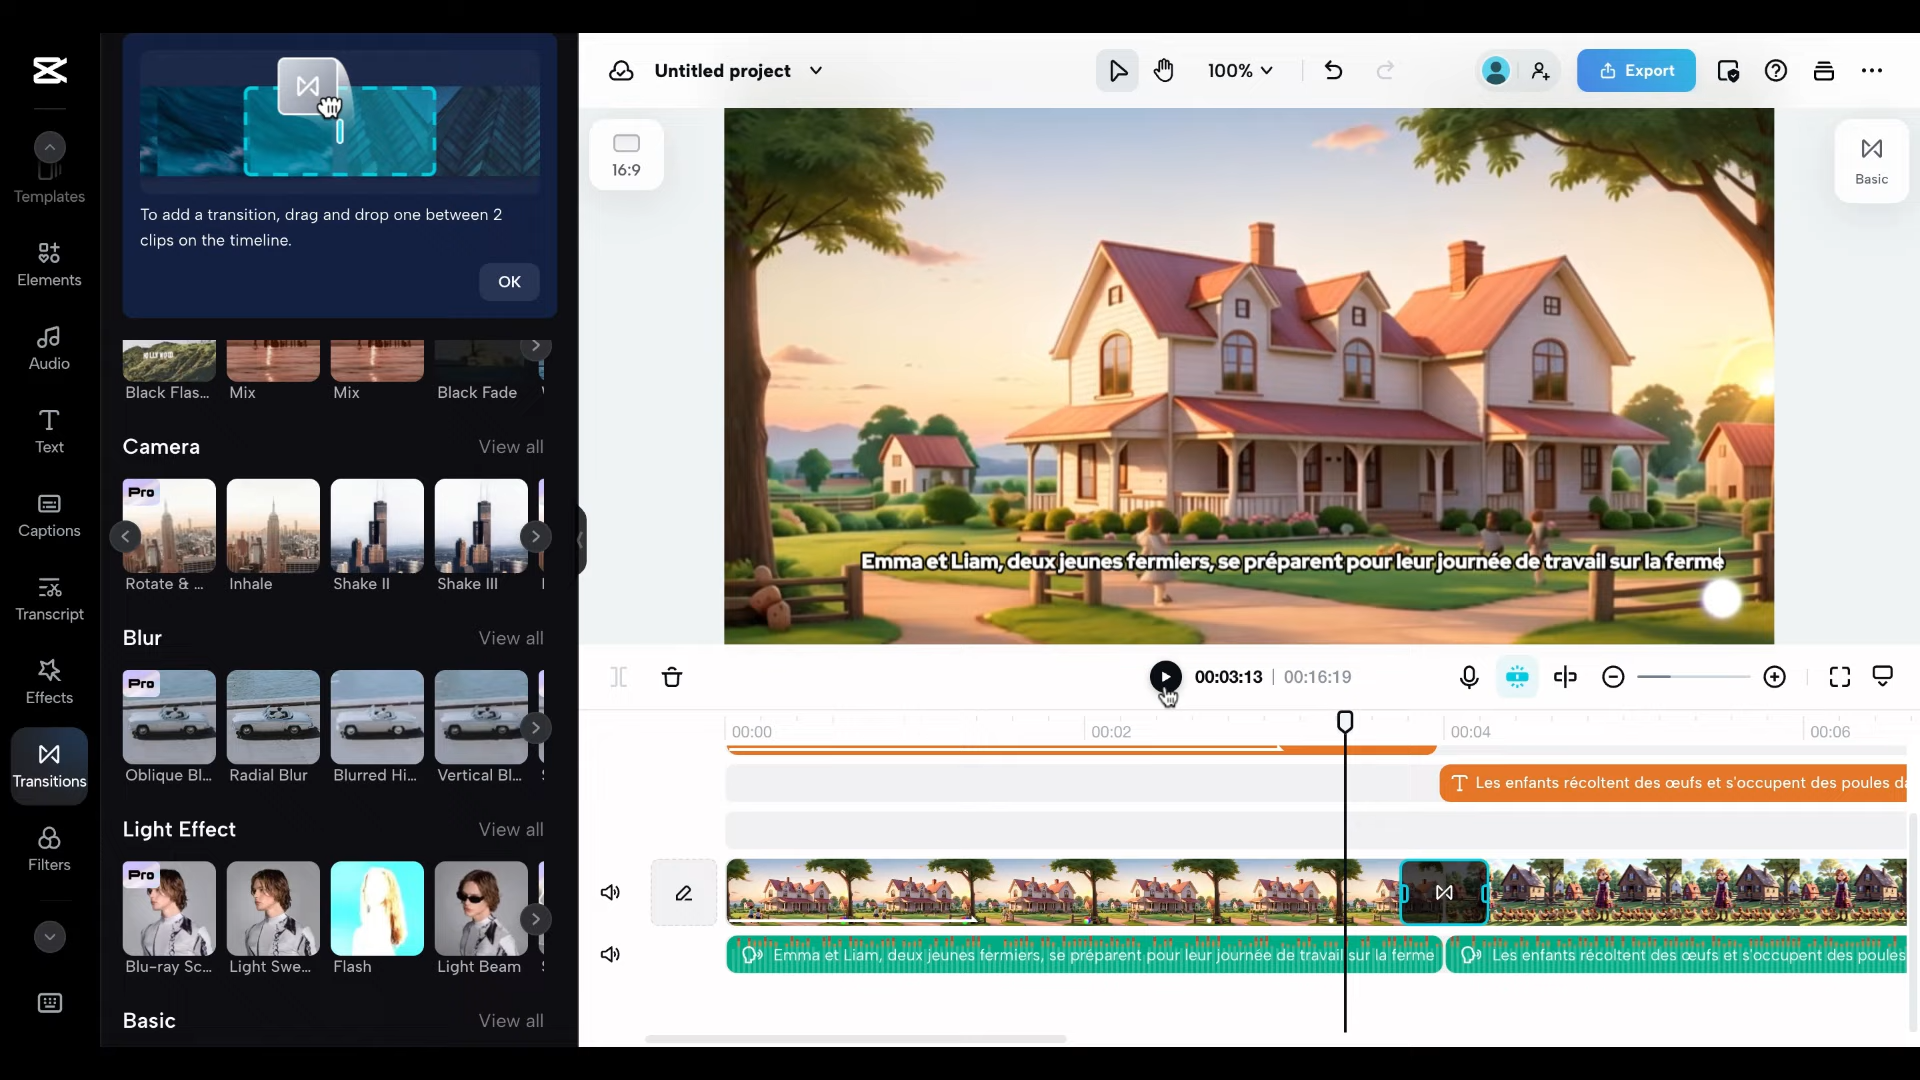 Untitled project
100%
Export
Templates
Elements
Audio
Text
Captions
Transcript
Effects
Transitions
Filters
To add a transition, drag and drop one between 2
clips on the timeline.
OK
Black Flas...
Mix
Mix
Black Fade
Camera
View all
Pro
Rotate & ...
Inhale
Shake II
Shake III
Blur
View all
Pro
Oblique Bl...
Radial Blur
Blurred Hi...
Vertical Bl...
Light Effect
View all
Pro
Blu-ray Sc...
Light Swe...
Flash
Light Beam
Basic
View all
16:9
Basic
Emma et Liam, deux jeunes fermiers, se préparent pour leur journée de travail sur la ferme
00:03:13 | 00:16:19
00:00
00:02
00:04
00:06
Les enfants récoltent des œufs et s'occupent des poules
Emma et Liam, deux jeunes fermiers, se préparent pour leur journée de travail sur la ferme
Les enfants récoltent des œufs et s'occupent des poules